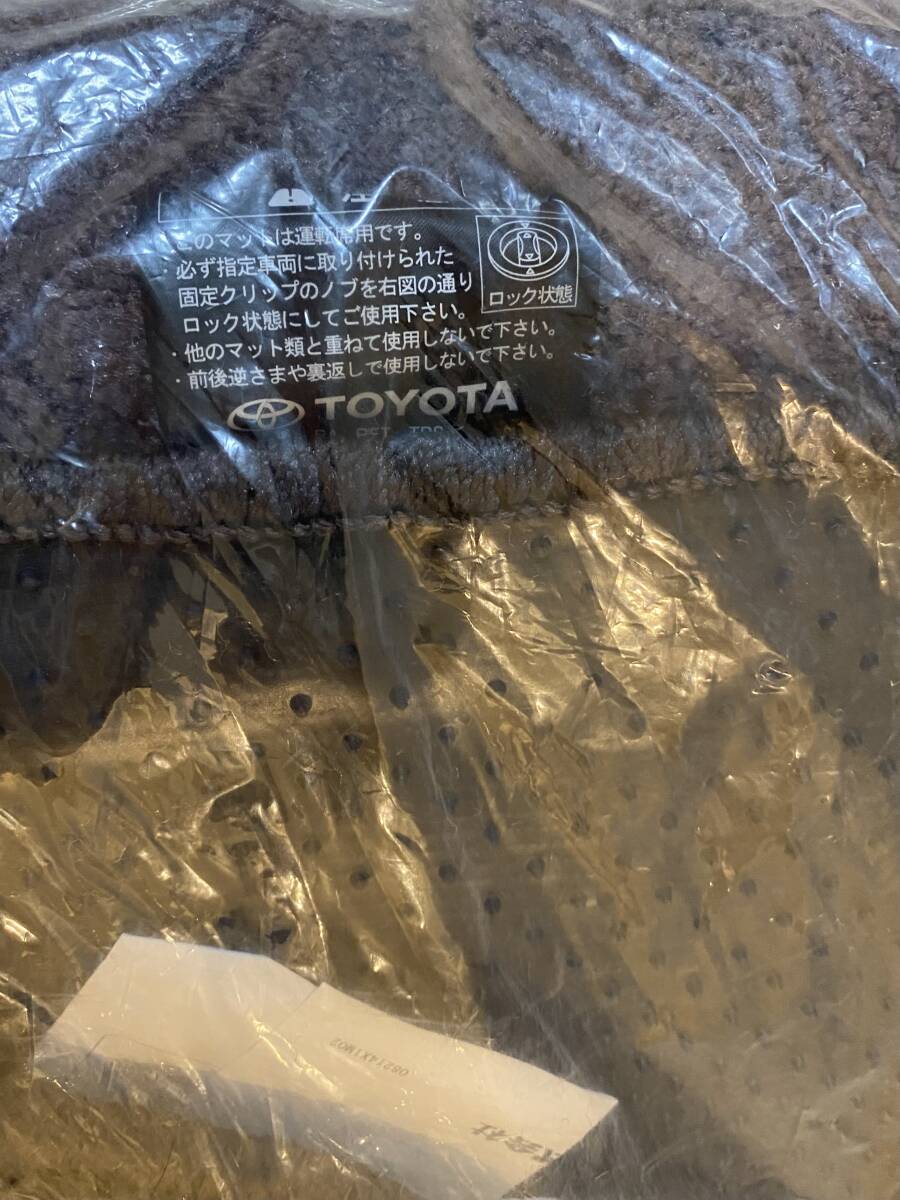 このマットは運転席用です。
・必ず指定車両に取り付けられた
固定クリップのノブを右図の通り
ロック状態にしてご使用下さい。
・他のマット類と重ねて使用しないで下さい。
・前後逆さまや裏返しで使用しないで下さい。
ロック状態
TOYOTA
08214X1W02
会社